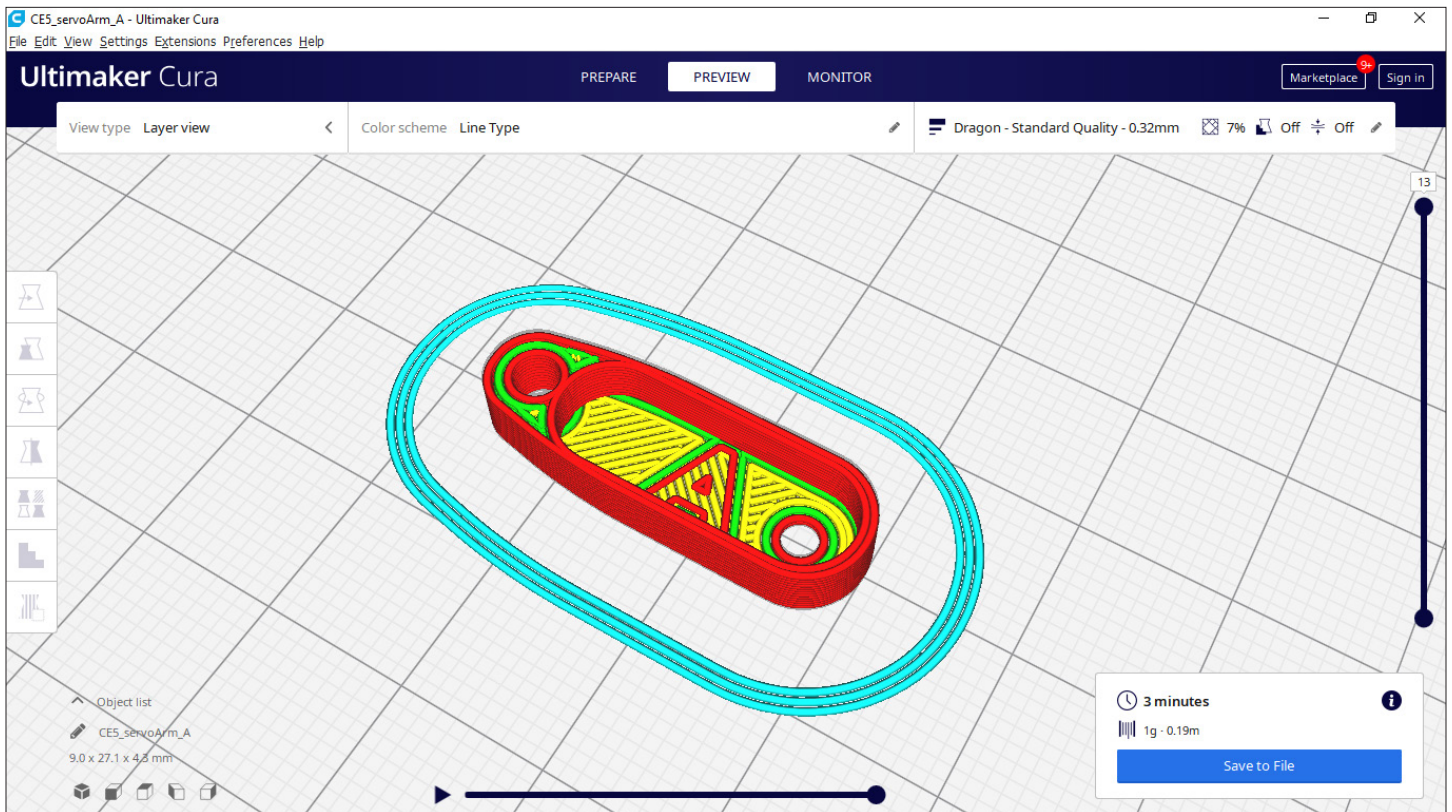 CE5_servoArm_A - Ultimaker Cura
File Edit View Settings Extensions Preferences Help
Ultimaker Cura
PREPARE PREVIEW MONITOR
Marketplace 9+ Sign in
View type Layer view
Color scheme Line Type
Dragon - Standard Quality - 0.32mm 7% Off Off
13
A
Object list
CE5_servoArm_A
9.0 x 27.1 x 4.3 mm
3 minutes
1g · 0.19m
Save to File